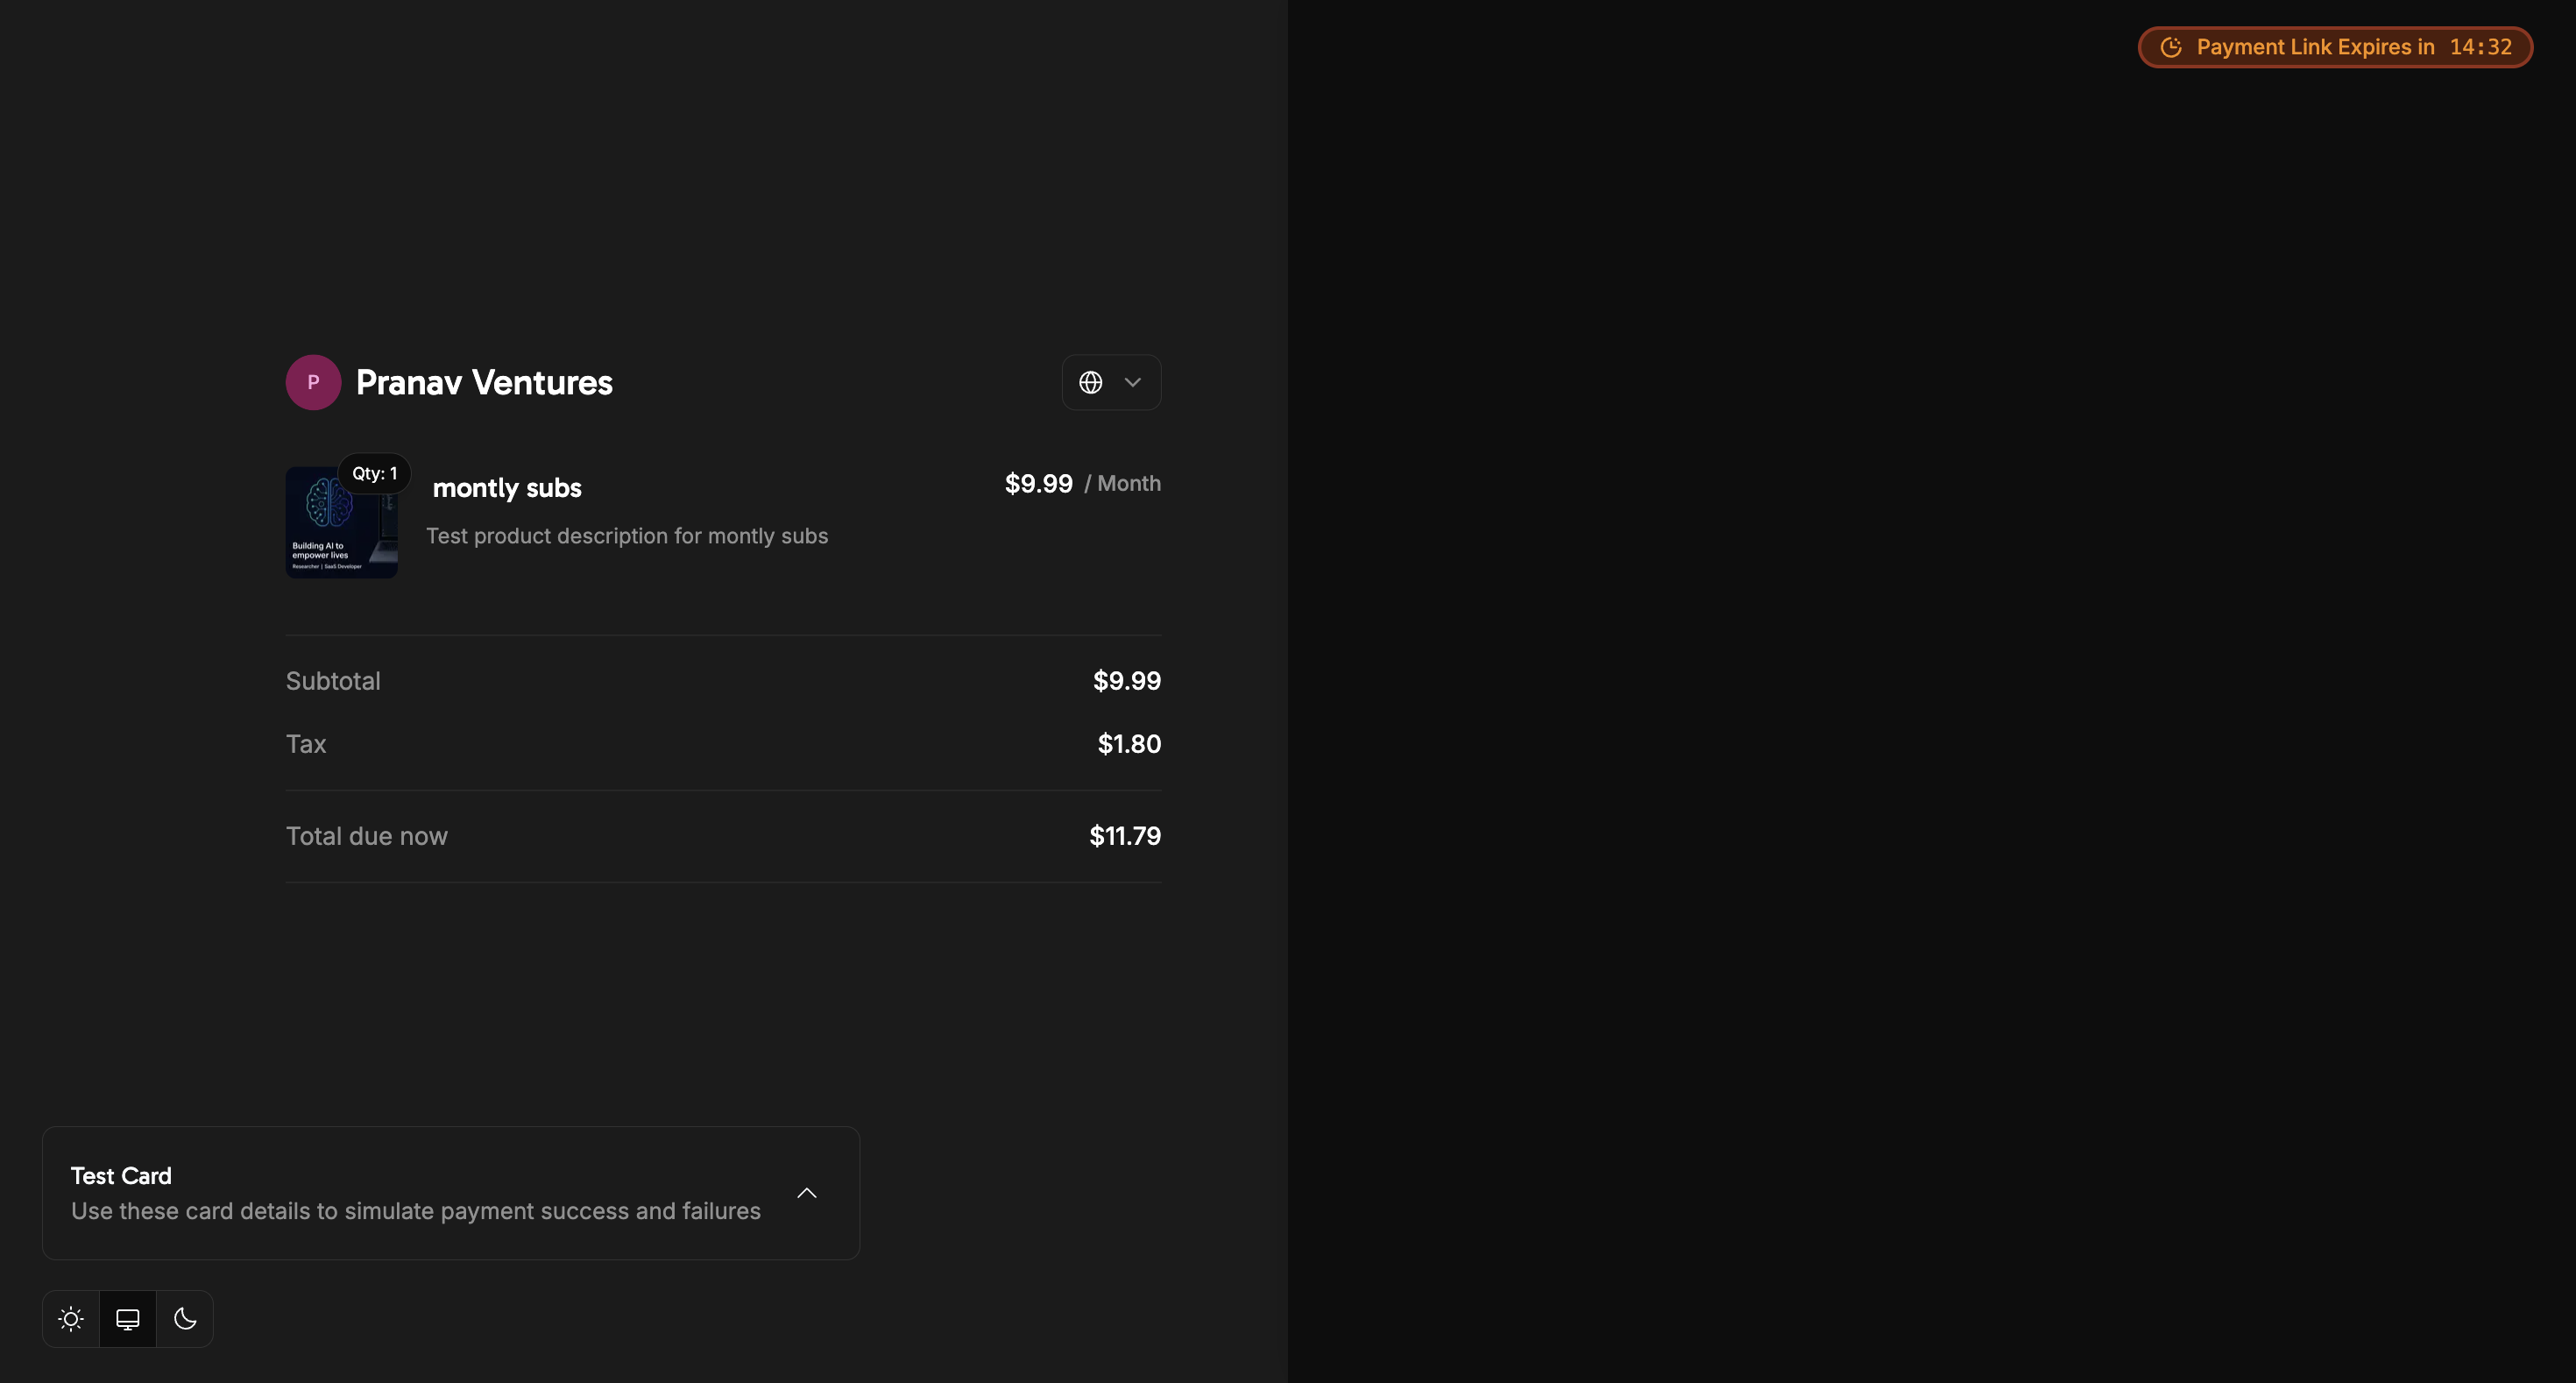 Payment Link Expires in 14:32
P
Pranav Ventures
Qty: 1
montly subs
$9.99 / Month
Test product description for montly subs
Building AI to
empower lives
Researcher | SaaS Developer
Subtotal
$9.99
Tax
$1.80
Total due now
$11.79
Test Card
Use these card details to simulate payment success and failures